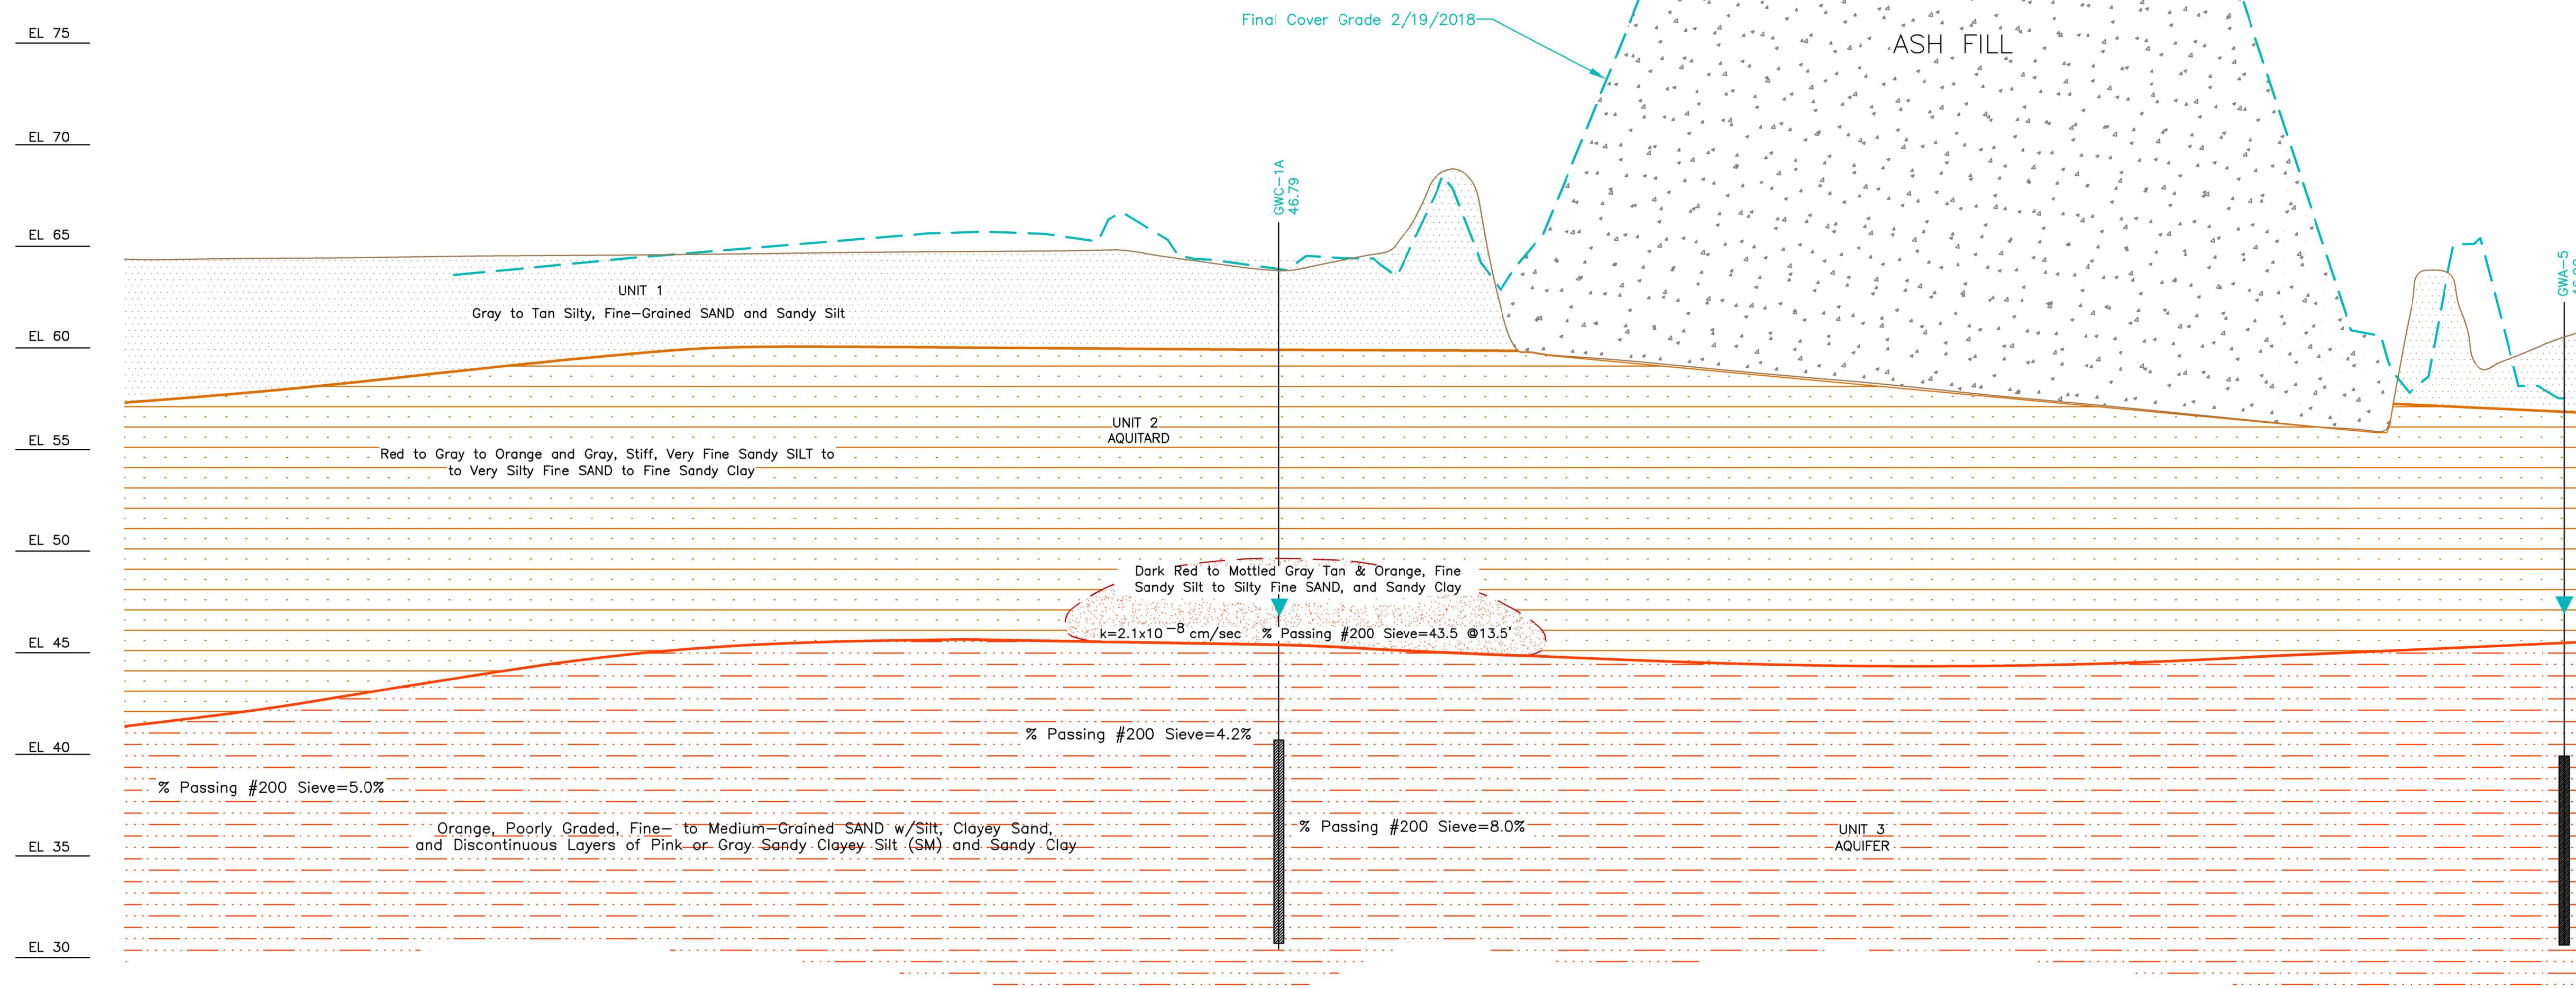 Final Cover Grade 2/19/2018
ASH FILL
EL 75
EL 70
EL 65
EL 60
EL 55
EL 50
EL 45
EL 40
EL 35
EL 30
GWC-1A
46.79
GWA-5
UNIT 1
Gray to Tan Silty, Fine-Grained SAND and Sandy Silt
UNIT 2
AQUITARD
Red to Gray to Orange and Gray, Stiff, Very Fine Sandy SILT to
to Very Silty Fine SAND to Fine Sandy Clay
Dark Red to Mottled Gray Tan & Orange, Fine
Sandy Silt to Silty Fine SAND, and Sandy Clay
k=2.1x10⁻⁸ cm/sec % Passing #200 Sieve=43.5 @13.5'
% Passing #200 Sieve=4.2%
% Passing #200 Sieve=5.0%
Orange, Poorly Graded, Fine- to Medium-Grained SAND w/Silt, Clayey Sand,
and Discontinuous Layers of Pink or Gray Sandy Clayey Silt (SM) and Sandy Clay
% Passing #200 Sieve=8.0%
UNIT 3
AQUIFER